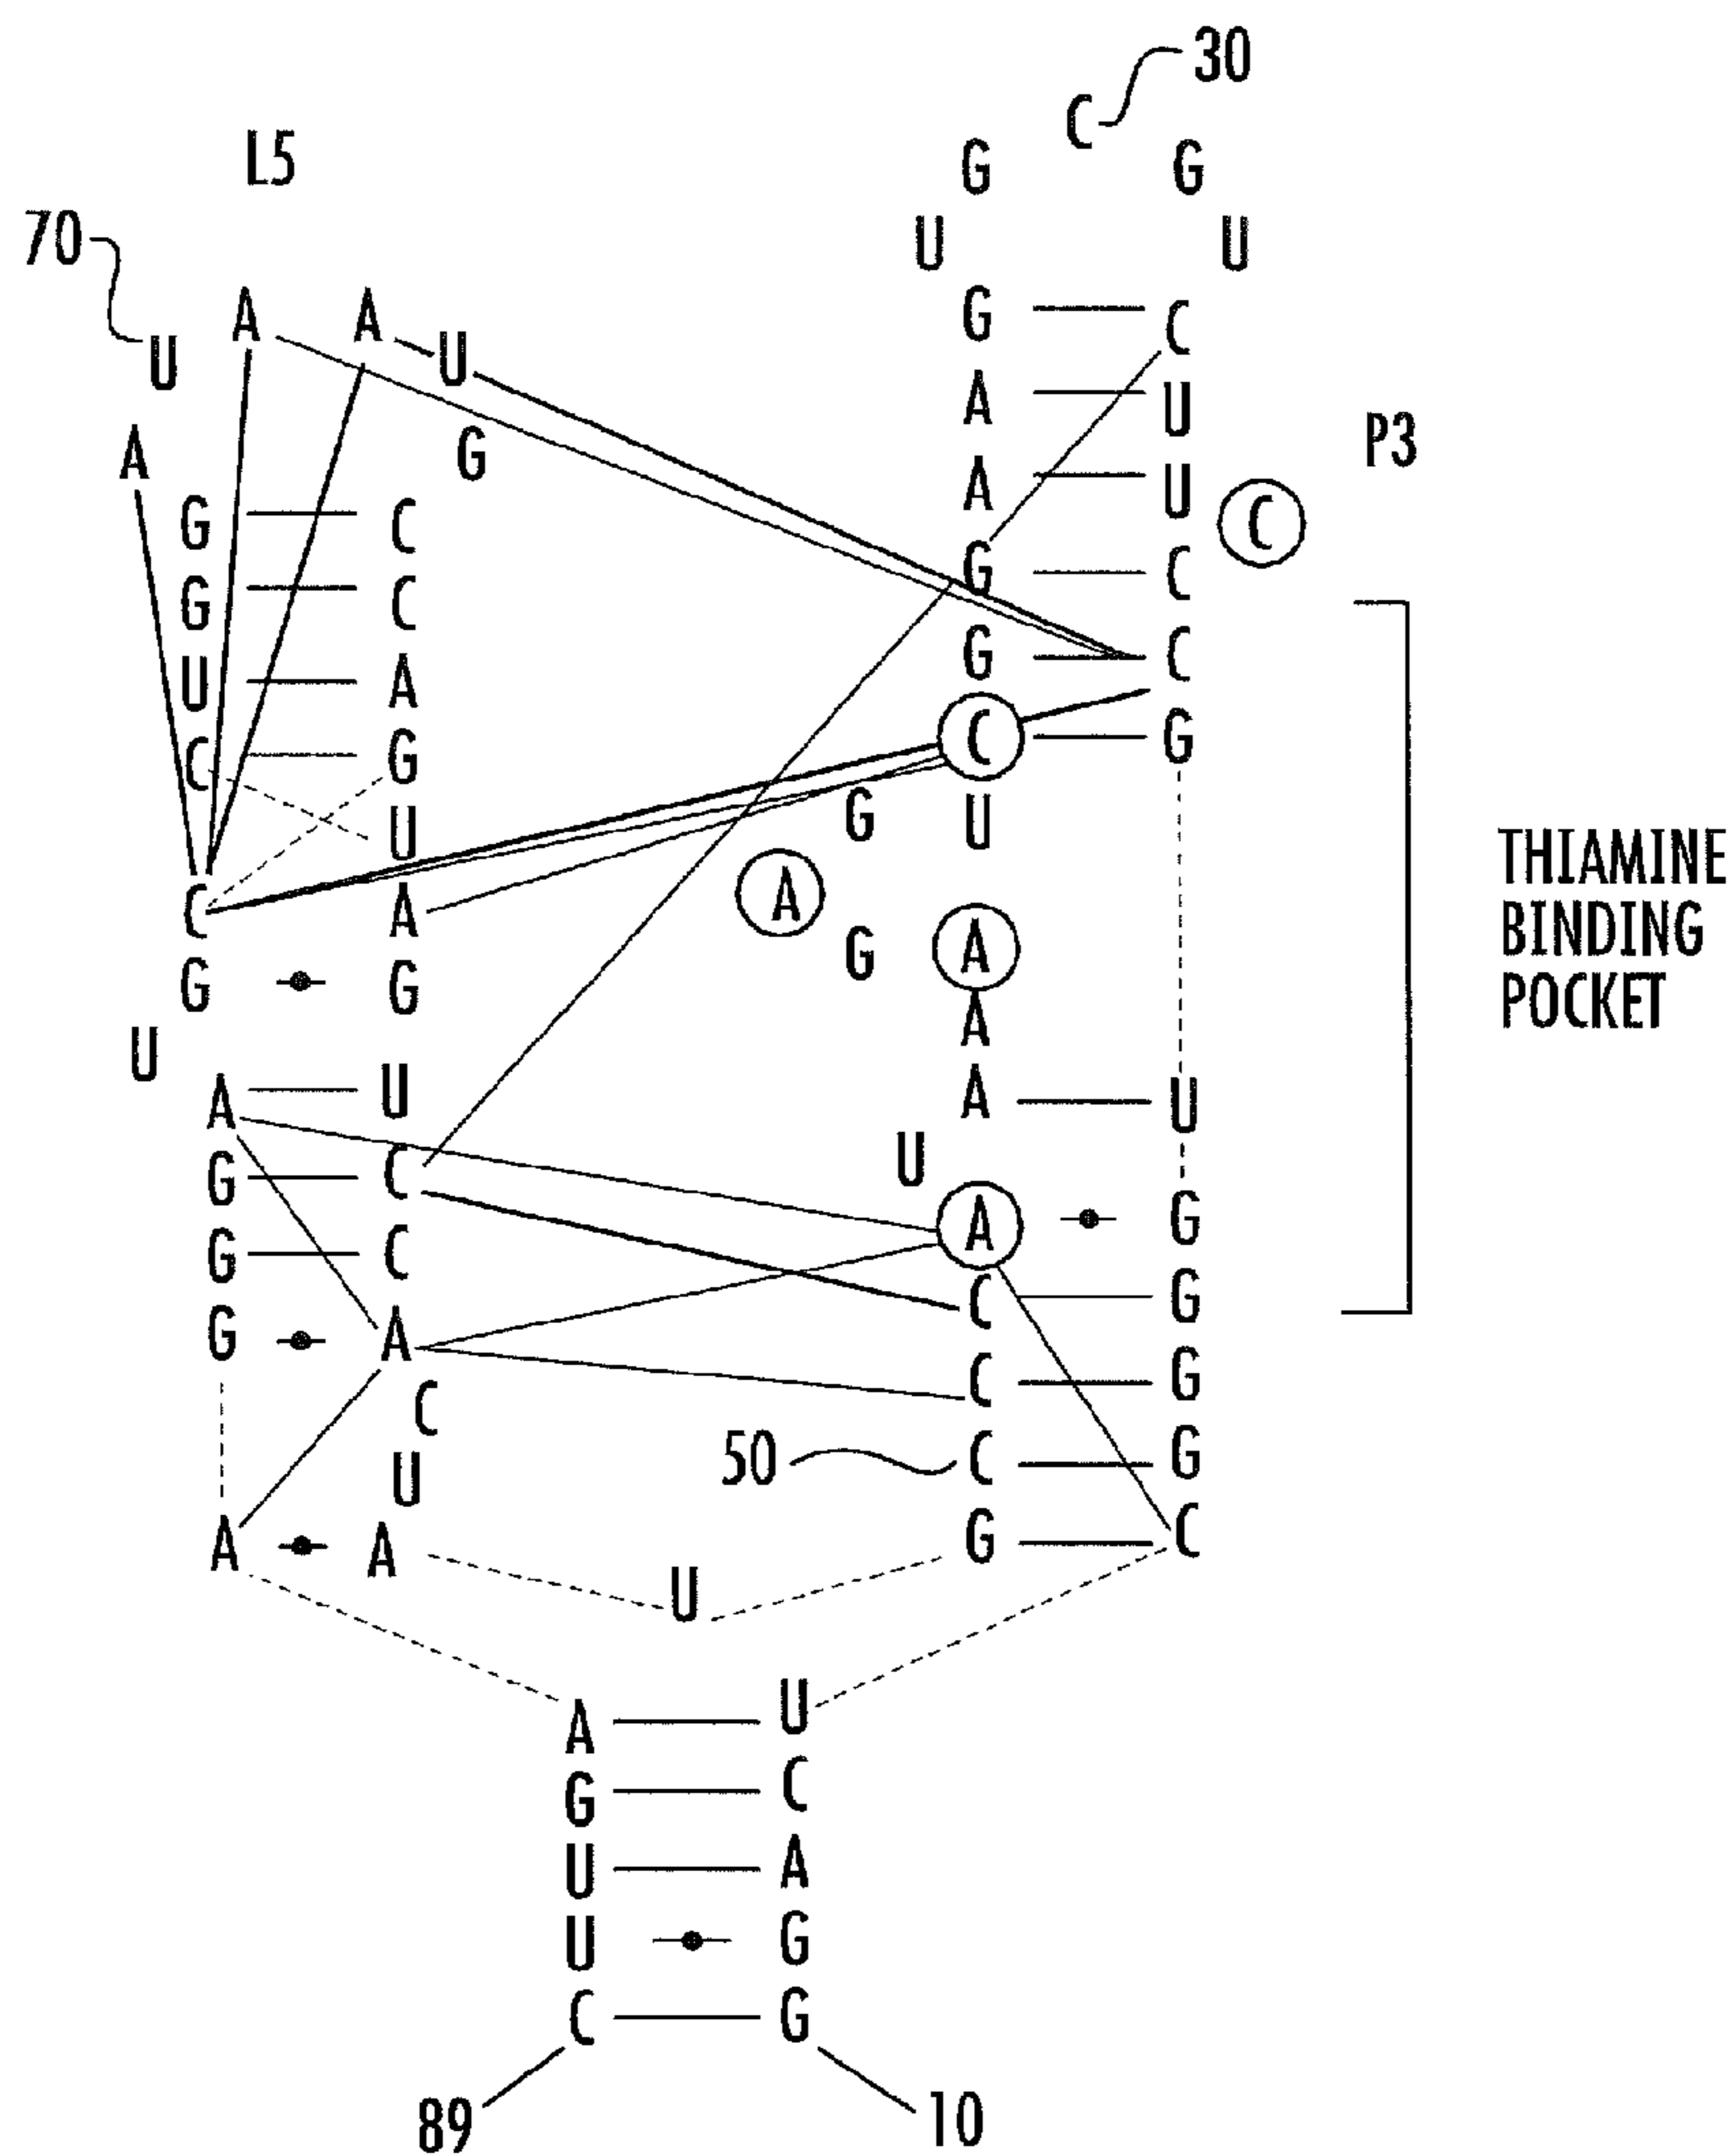 30
C
L5
G G
70
U U
A A G C
U U
A U P3
A G
A U C
G C
G C
G C
G C
U A
C G
C G
G U
A
C A
G A
G G
A
U
A U
A U
U
G C
A G
G C
C G
G A
C
C G
U
50 C G
A A
G C
U
A U
G C
U A
U G
C G
89 10
THIAMINE
BINDING
POCKET